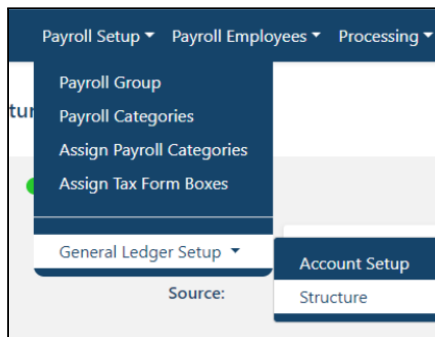 Payroll Setup Payroll Employees Processing
Payroll Group
Payroll Categories
Assign Payroll Categories
Assign Tax Form Boxes
General Ledger Setup
Account Setup
Structure
Source: